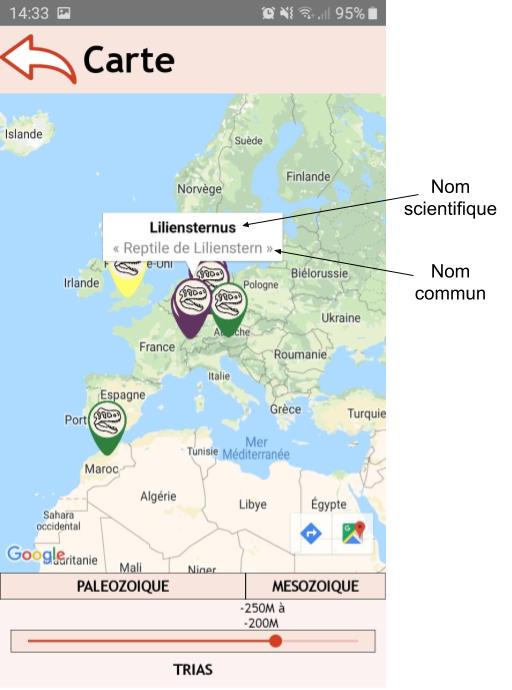 14:33 95%
Carte
Islande
Suède
Finlande
Norvège
Nom
scientifique
Liliensternus
« Reptile de Lilienstern »
Nom
commun
e-Uni
Irlande
Biélorussie
Pologne
Ukraine
France
Roumanie
Italie
Espagne
Grèce
Port
Turquie
Mer
Méditerranée
Tunisie
Maroc
Algérie
Libye
Égypte
Sahara
occidental
Google
uritanie
Mali
Niger
PALEOZOIQUE MESOZOIQUE
-250M à
-200M
TRIAS